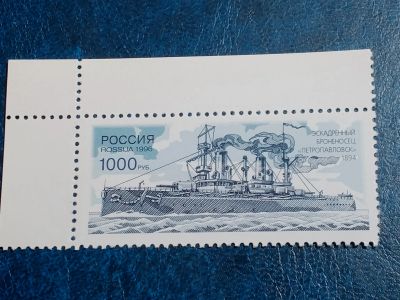 РОССИЯ
ROSSIJA 1996
1000 РУБ.
ЭСКАДРЕННЫЙ
БРОНЕНОСЕЦ
«ПЕТРОПАВЛОВСК»
1894